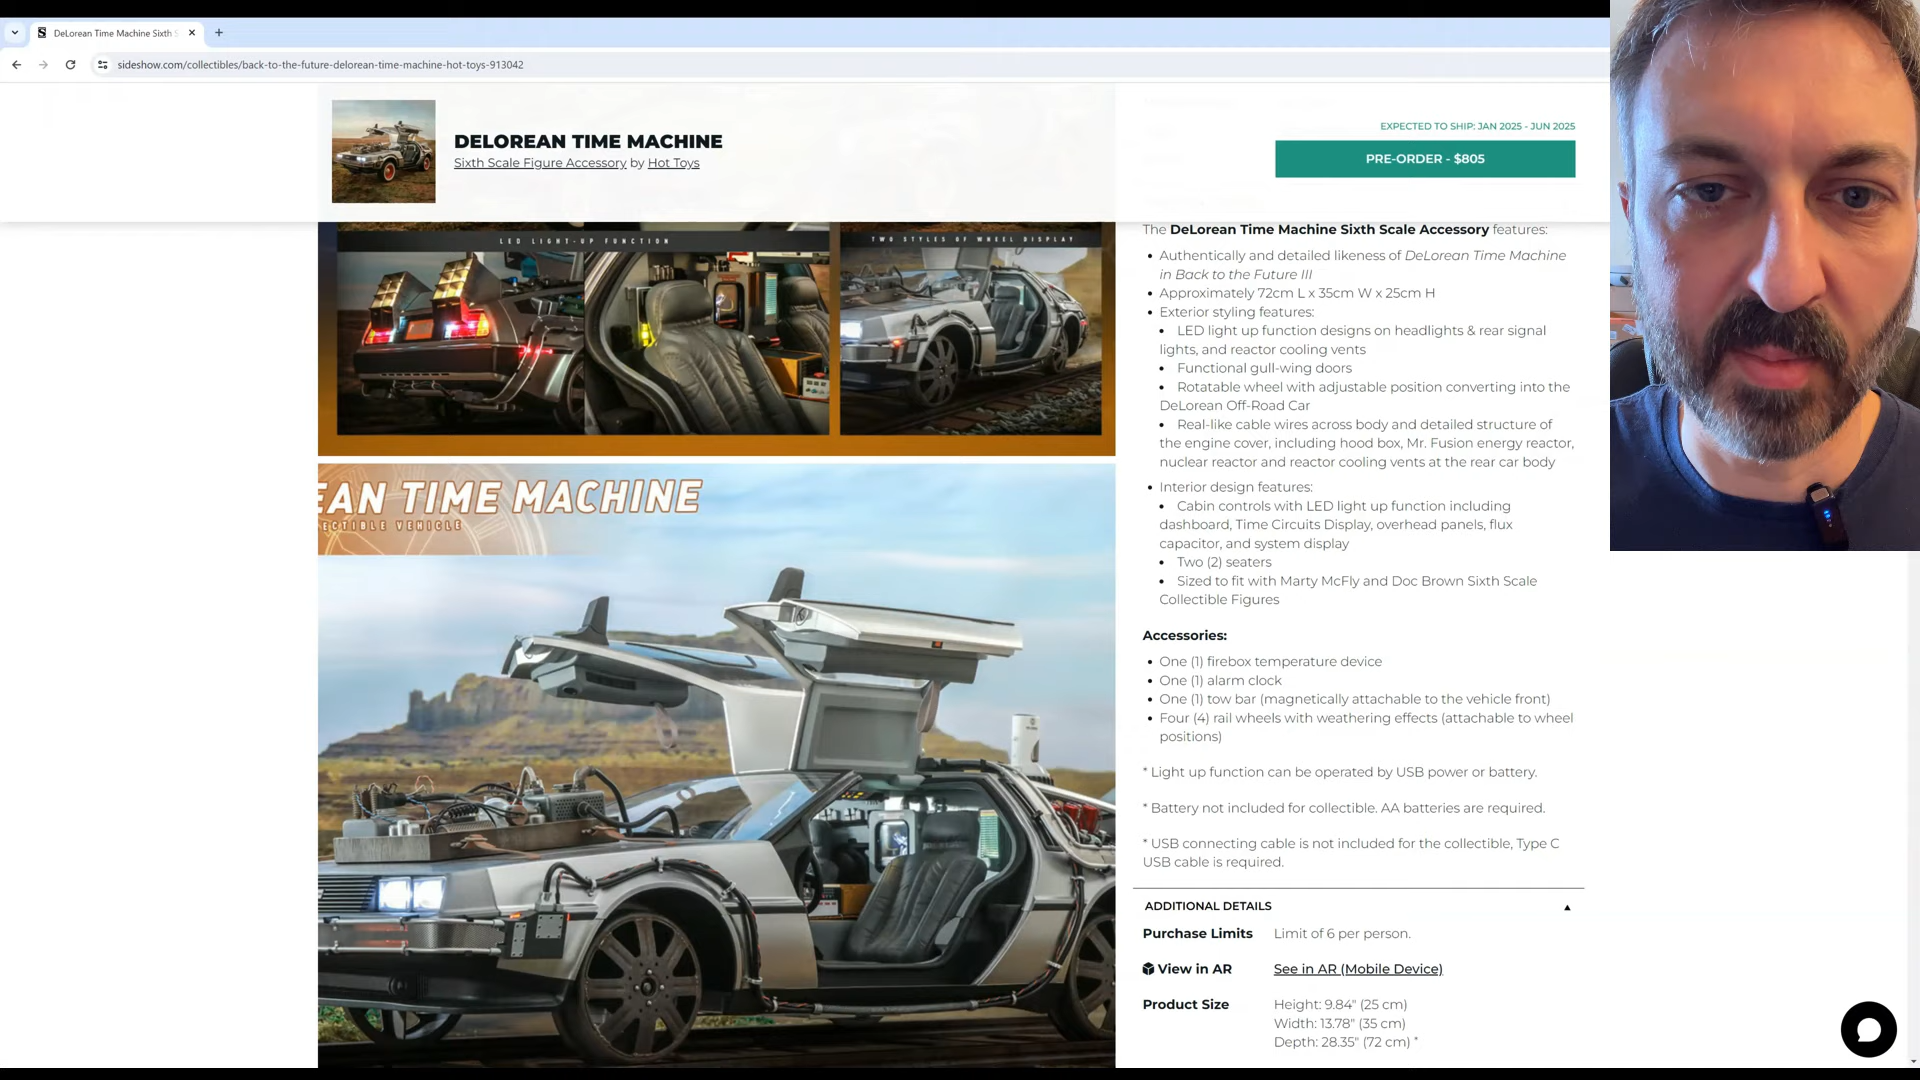 DeLorean Time Machine Sixth S
sideshow.com/collectibles/back-to-the-future-delorean-time-machine-hot-toys-913042
DELOREAN TIME MACHINE
Sixth Scale Figure Accessory by Hot Toys
EXPECTED TO SHIP: JAN 2025 - JUN 2025
PRE-ORDER - $805
LED LIGHT-UP FUNCTION
TWO STYLES OF WHEEL DISPLAY
EAN TIME MACHINE
ECTIBLE VEHICLE
The DeLorean Time Machine Sixth Scale Accessory features:
• Authentically and detailed likeness of DeLorean Time Machine
in Back to the Future III
• Approximately 72cm L x 35cm W x 25cm H
• Exterior styling features:
• LED light up function designs on headlights & rear signal
lights, and reactor cooling vents
• Functional gull-wing doors
• Rotatable wheel with adjustable position converting into the
DeLorean Off-Road Car
• Real-like cable wires across body and detailed structure of
the engine cover, including hood box, Mr. Fusion energy reactor,
nuclear reactor and reactor cooling vents at the rear car body
• Interior design features:
• Cabin controls with LED light up function including
dashboard, Time Circuits Display, overhead panels, flux
capacitor, and system display
• Two (2) seaters
• Sized to fit with Marty McFly and Doc Brown Sixth Scale
Collectible Figures
Accessories:
• One (1) firebox temperature device
• One (1) alarm clock
• One (1) tow bar (magnetically attachable to the vehicle front)
• Four (4) rail wheels with weathering effects (attachable to wheel
positions)
* Light up function can be operated by USB power or battery.
* Battery not included for collectible. AA batteries are required.
* USB connecting cable is not included for the collectible, Type C
USB cable is required.
ADDITIONAL DETAILS
Purchase Limits Limit of 6 per person.
View in AR See in AR (Mobile Device)
Product Size Height: 9.84" (25 cm)
Width: 13.78" (35 cm)
Depth: 28.35" (72 cm) *